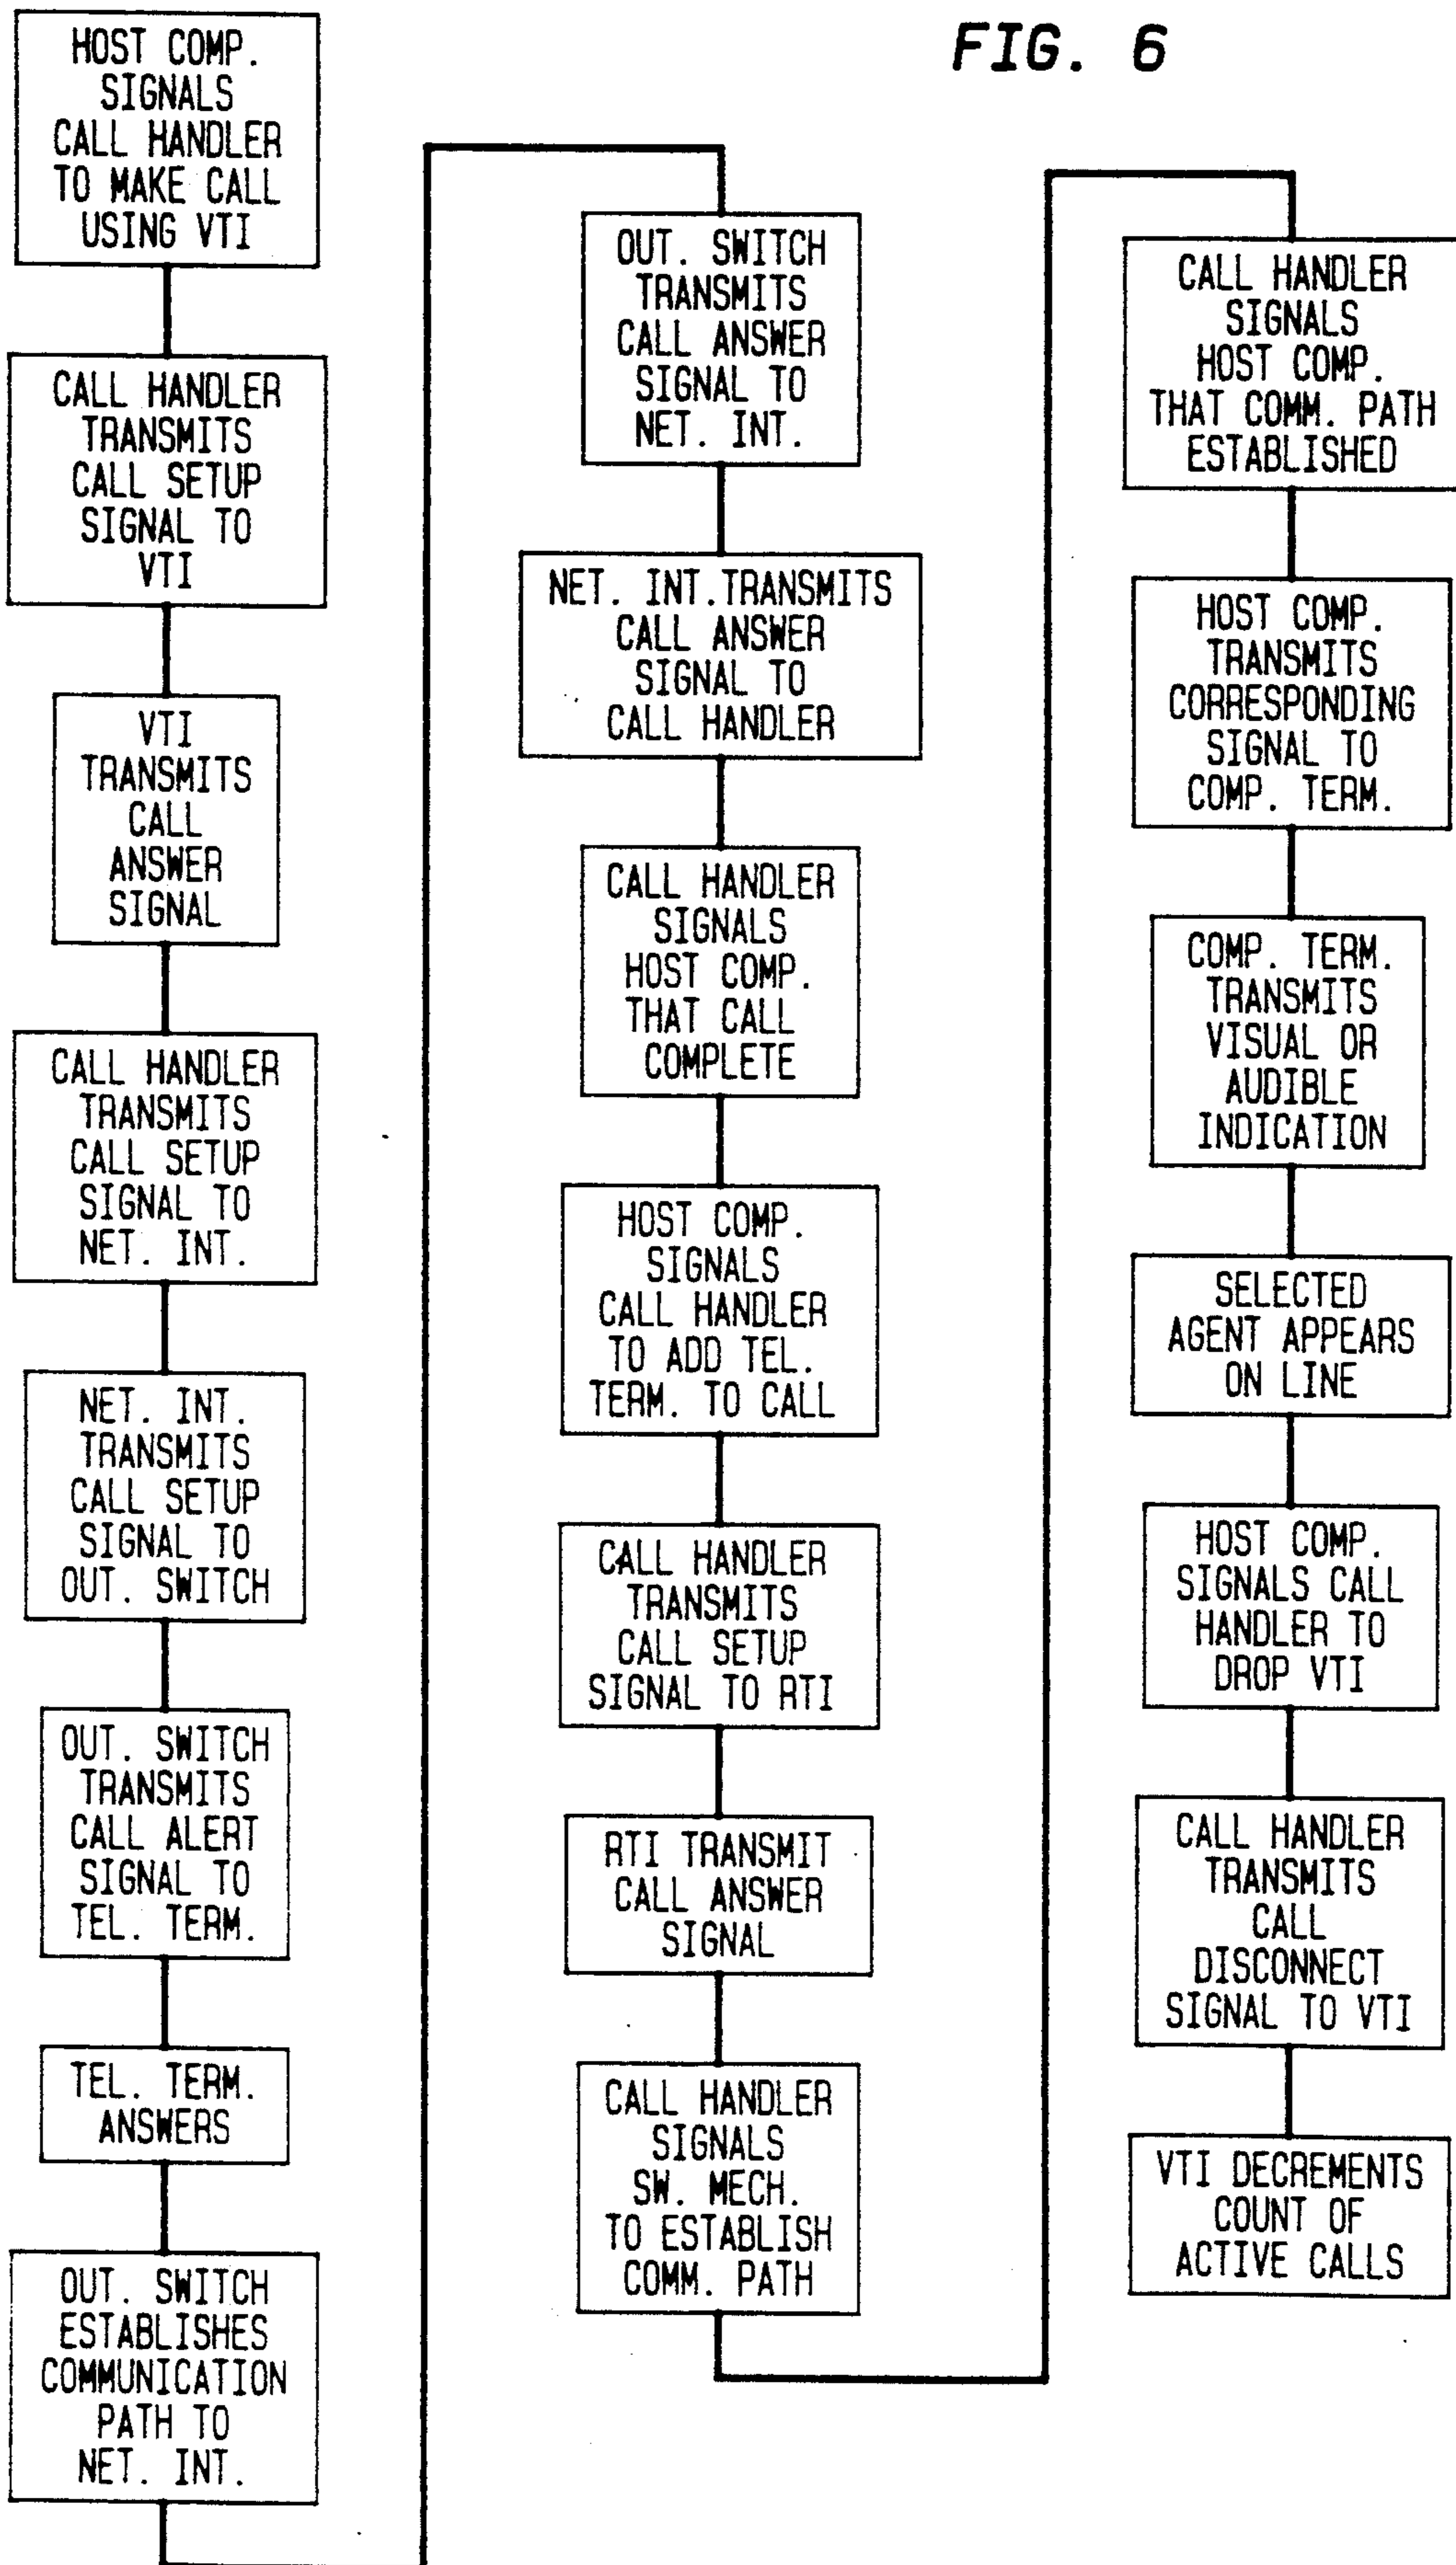 FIG. 6
HOST COMP.
SIGNALS
CALL HANDLER
TO MAKE CALL
USING VTI
CALL HANDLER
TRANSMITS
CALL SETUP
SIGNAL TO
VTI
VTI
TRANSMITS
CALL
ANSWER
SIGNAL
CALL HANDLER
TRANSMITS
CALL SETUP
SIGNAL TO
NET. INT.
NET. INT.
TRANSMITS
CALL SETUP
SIGNAL TO
OUT. SWITCH
OUT. SWITCH
TRANSMITS
CALL ALERT
SIGNAL TO
TEL. TERM.
TEL. TERM.
ANSWERS
OUT. SWITCH
ESTABLISHES
COMMUNICATION
PATH TO
NET. INT.
OUT. SWITCH
TRANSMITS
CALL ANSWER
SIGNAL TO
NET. INT.
NET. INT.TRANSMITS
CALL ANSWER
SIGNAL TO
CALL HANDLER
CALL HANDLER
SIGNALS
HOST COMP.
THAT CALL
COMPLETE
HOST COMP.
SIGNALS
CALL HANDLER
TO ADD TEL.
TERM. TO CALL
CALL HANDLER
TRANSMITS
CALL SETUP
SIGNAL TO RTI
RTI TRANSMIT
CALL ANSWER
SIGNAL
CALL HANDLER
SIGNALS
SW. MECH.
TO ESTABLISH
COMM. PATH
CALL HANDLER
SIGNALS
HOST COMP.
THAT COMM. PATH
ESTABLISHED
HOST COMP.
TRANSMITS
CORRESPONDING
SIGNAL TO
COMP. TERM.
COMP. TERM.
TRANSMITS
VISUAL OR
AUDIBLE
INDICATION
SELECTED
AGENT APPEARS
ON LINE
HOST COMP.
SIGNALS CALL
HANDLER TO
DROP VTI
CALL HANDLER
TRANSMITS
CALL
DISCONNECT
SIGNAL TO VTI
VTI DECREMENTS
COUNT OF
ACTIVE CALLS